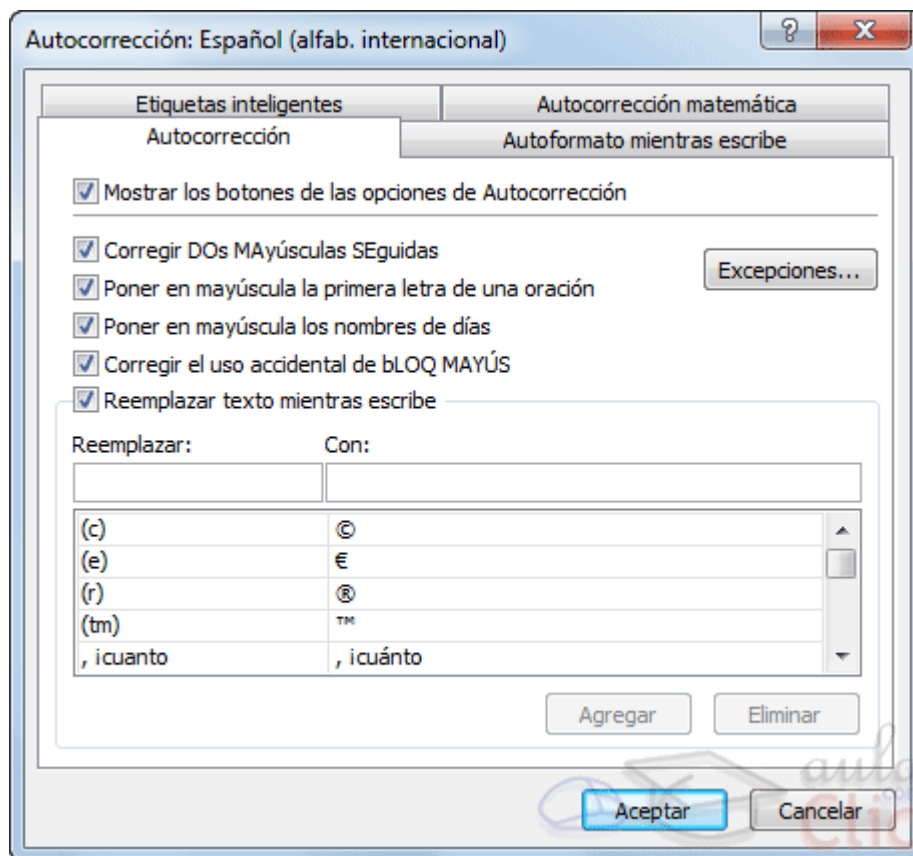 Autocorrección: Español (alfab. internacional)
Etiquetas inteligentes Autocorrección matemática
Autocorrección Autoformato mientras escribe
Mostrar los botones de las opciones de Autocorrección
Corregir DOs MAyúsculas SEguidas
Excepciones...
Poner en mayúscula la primera letra de una oración
Poner en mayúscula los nombres de días
Corregir el uso accidental de bLOQ MAYÚS
Reemplazar texto mientras escribe
Reemplazar: Con:
(c) ©
(e) €
(r) ®
(tm) ™
, icuanto , icuánto
Agregar Eliminar
aula
Aceptar Cancelar
Clic